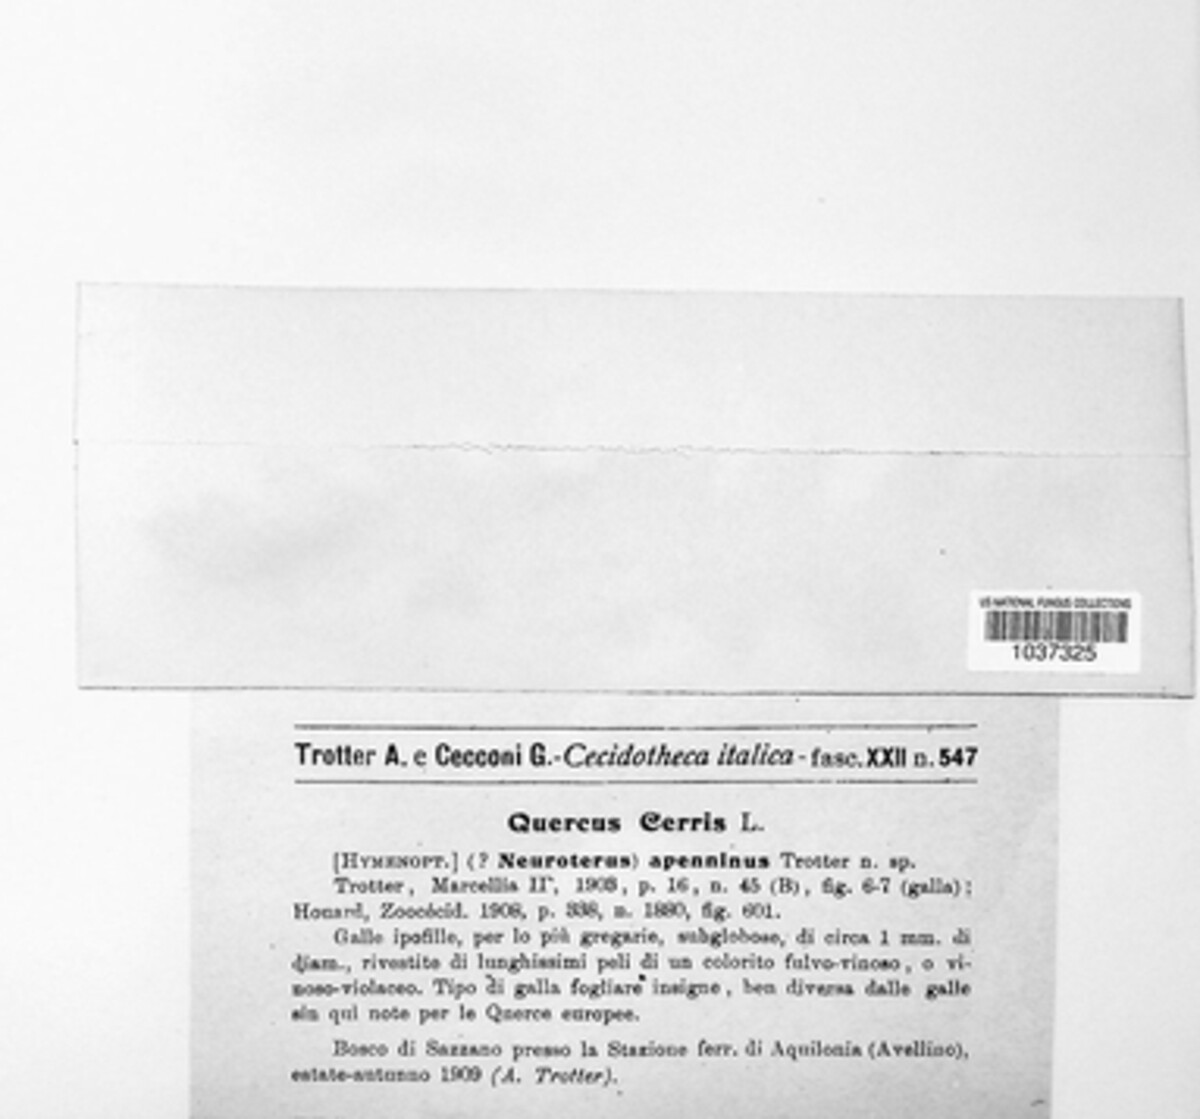 US NATIONAL FUNGUS COLLECTIONS
1037325
Trotter A. e Cecconi G.-Cecidotheca italica - fasc. XXII n. 547
Quercus Cerris L.
[HYMENOPT.] (? Neuroterus) apenninus Trotter n. sp.
Trotter, Marcellia II, 1903, p. 16, n. 45 (B), fig. 6-7 (galla);
Houard, Zoocécid. 1908, p. 338, n. 1880, fig. 601.
Galle ipofille, per lo più gregarie, subglobose, di circa 1 mm. di
diam., rivestite di lunghissimi peli di un colorito fulvo-vinoso, o vi-
noso-violaceo. Tipo di galla fogliare insigne, ben diversa dalle galle
sin qui note per le Querce europee.
Bosco di Sazzano presso la Stazione ferr. di Aquilonia (Avellino),
estate-autunno 1909 (A. Trotter).